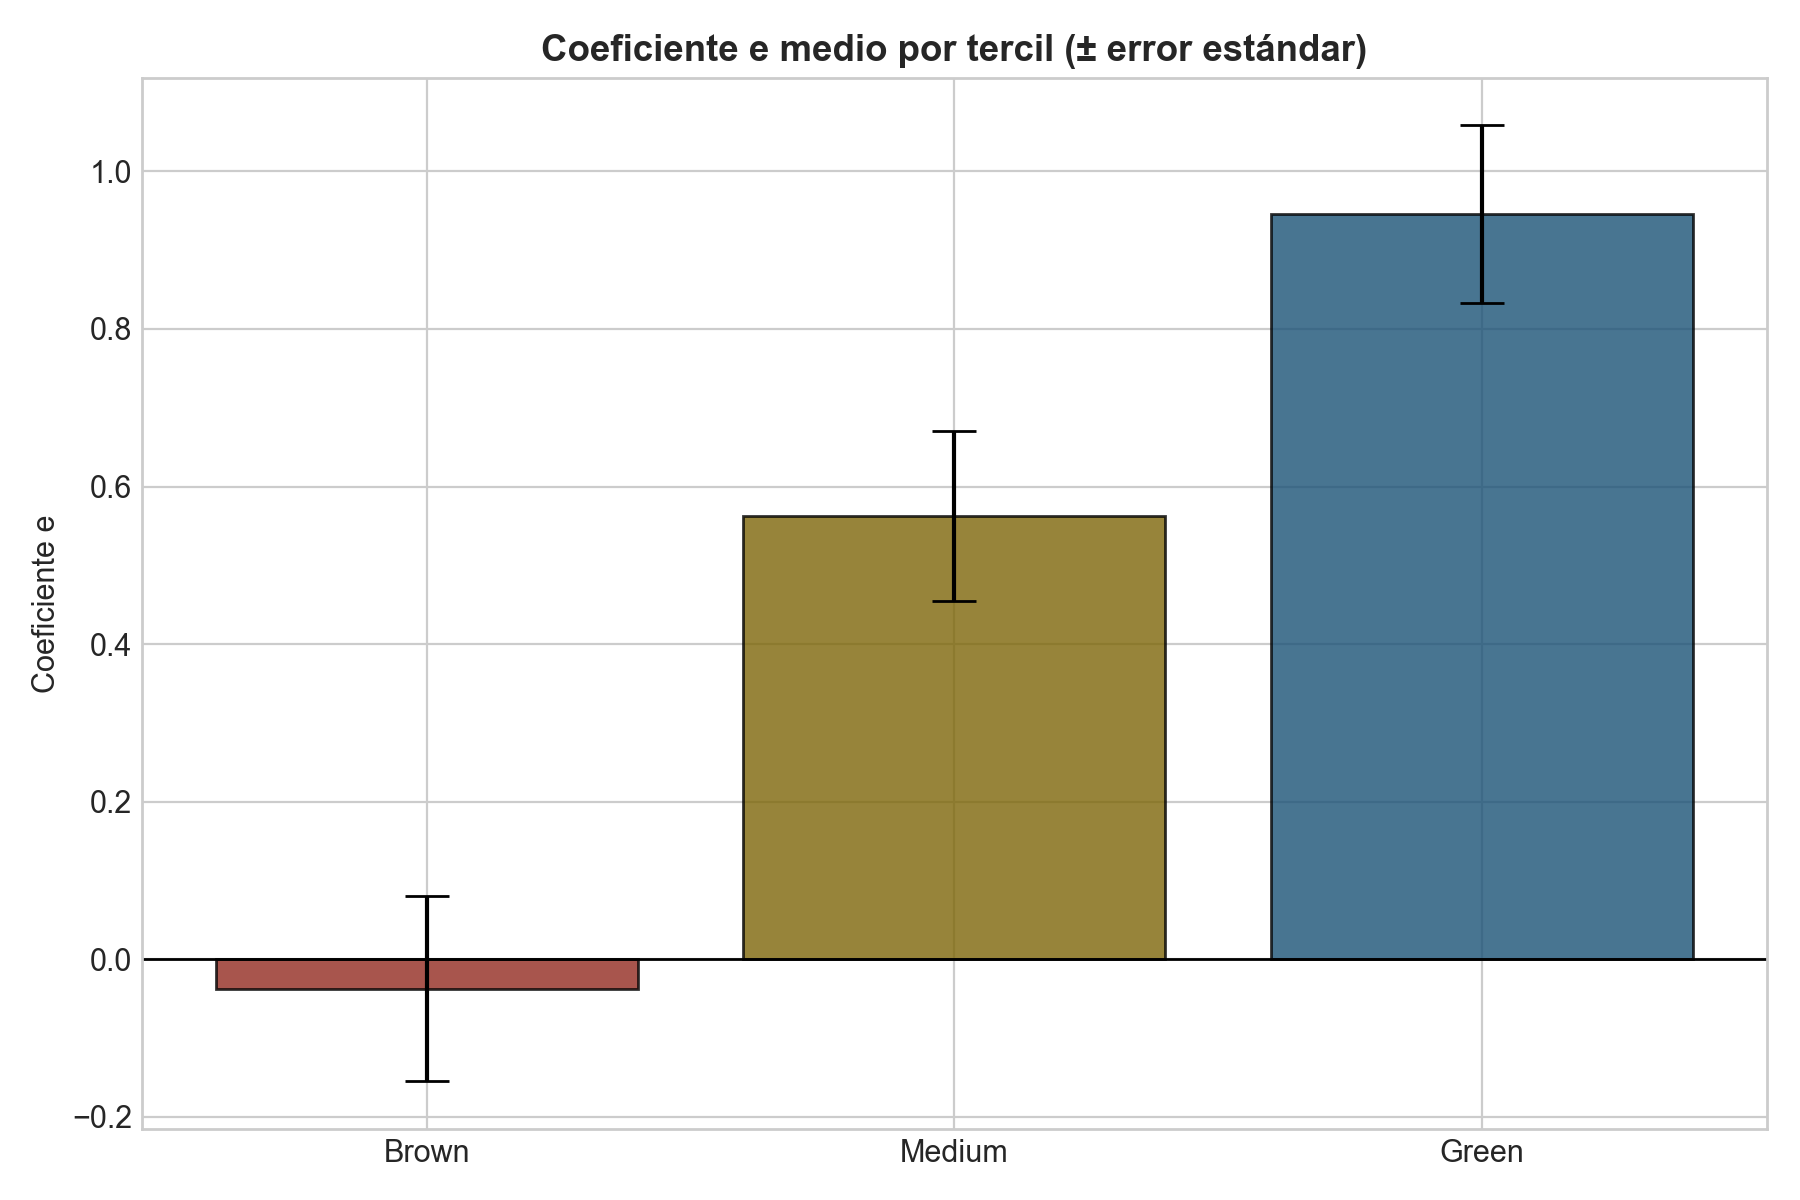 Coeficiente e medio por tercil (± error estándar)
Coeficiente e
1.0
0.8
0.6
0.4
0.2
0.0
−0.2
Brown
Medium
Green